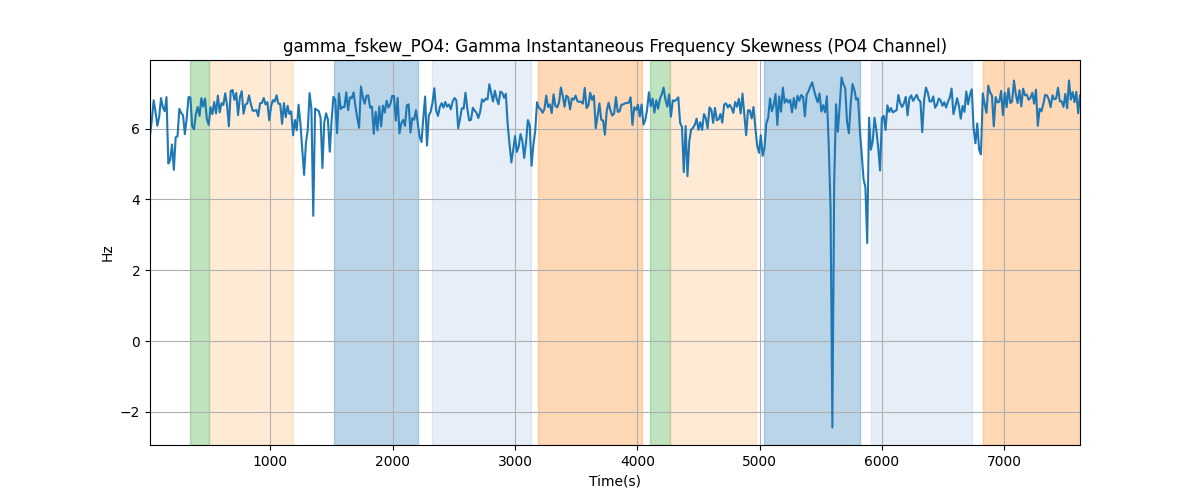 gamma_fskew_PO4: Gamma Instantaneous Frequency Skewness (PO4 Channel)
6
4
2
0
−2
Hz
1000 2000 3000 4000 5000 6000 7000
Time(s)